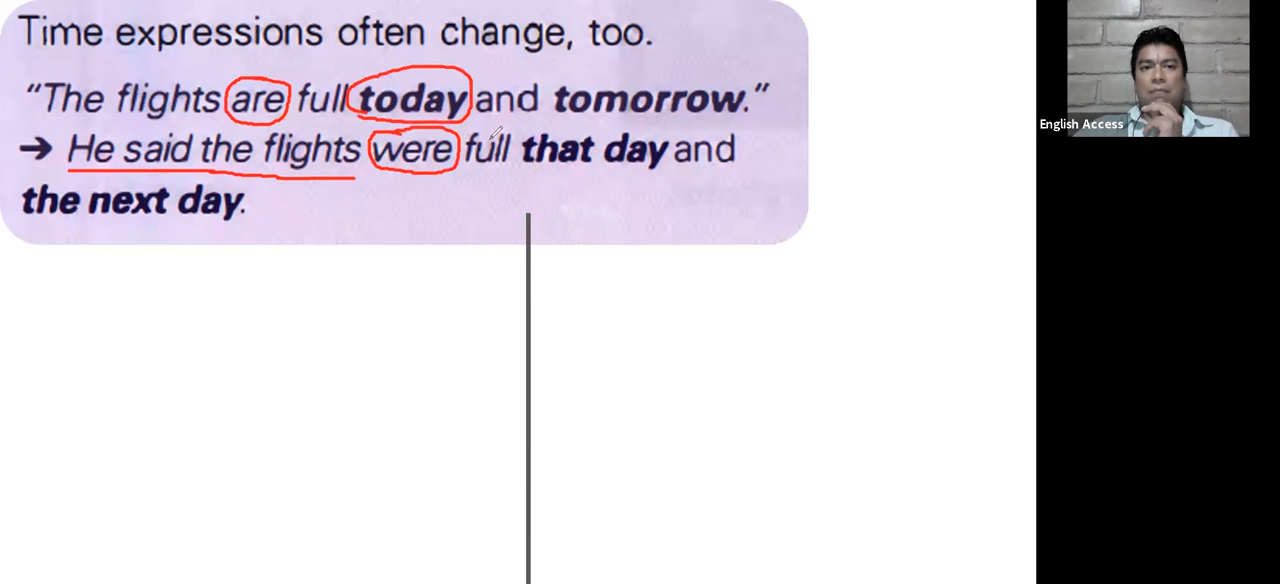 Time expressions often change, too.
“The flights are full today and tomorrow.”
➔ He said the flights were full that day and
the next day.
English Access